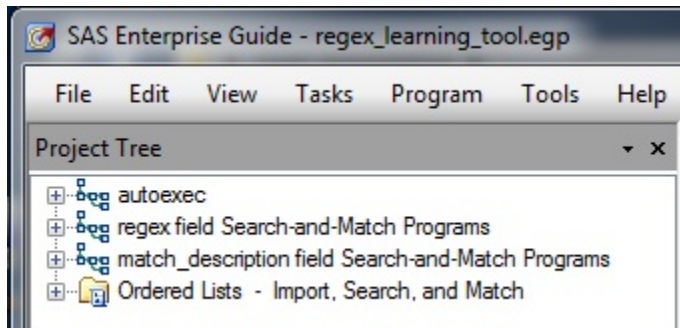 SAS Enterprise Guide - regex_learning_tool.egp
File Edit View Tasks Program Tools Help
Project Tree
autoexec
regex field Search-and-Match Programs
match_description field Search-and-Match Programs
Ordered Lists - Import, Search, and Match